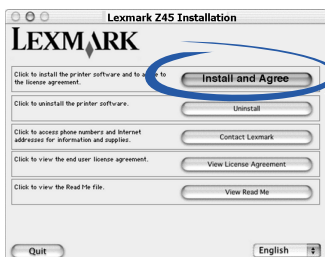 Lexmark Z45 Installation
LEXMARK
Click to install the printer software and to agree to
the license agreement.
Install and Agree
Click to uninstall the printer software.
Uninstall
Click to access phone numbers and Internet
addresses for information and supplies.
Contact Lexmark
Click to view the end user license agreement.
View License Agreement
Click to view the Read Me file.
View Read Me
Quit
English